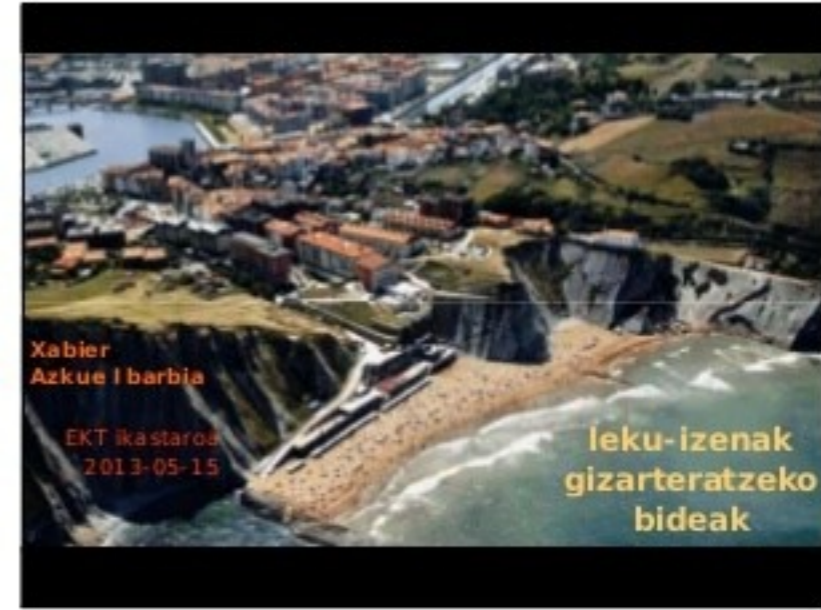 Xabier
Azkue Ibarbia
EKT ikastaroa
2013-05-15
leku-izenak
gizarteratzeko
bideak